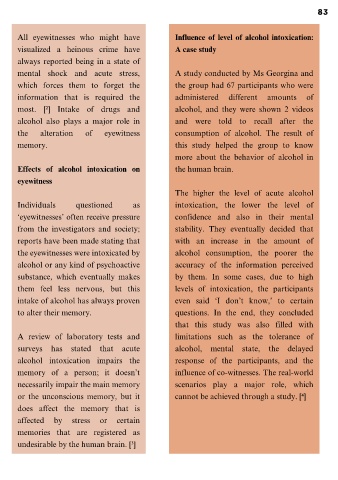 83
All eyewitnesses who might have
visualized a heinous crime have
always reported being in a state of
mental shock and acute stress,
which forces them to forget the
information that is required the
most. [²] Intake of drugs and
alcohol also plays a major role in
the alteration of eyewitness
memory.
Effects of alcohol intoxication on
eyewitness
Individuals questioned as
‘eyewitnesses’ often receive pressure
from the investigators and society;
reports have been made stating that
the eyewitnesses were intoxicated by
alcohol or any kind of psychoactive
substance, which eventually makes
them feel less nervous, but this
intake of alcohol has always proven
to alter their memory.
A review of laboratory tests and
surveys has stated that acute
alcohol intoxication impairs the
memory of a person; it doesn’t
necessarily impair the main memory
or the unconscious memory, but it
does affect the memory that is
affected by stress or certain
memories that are registered as
undesirable by the human brain. [³]
Influence of level of alcohol intoxication:
A case study
A study conducted by Ms Georgina and
the group had 67 participants who were
administered different amounts of
alcohol, and they were shown 2 videos
and were told to recall after the
consumption of alcohol. The result of
this study helped the group to know
more about the behavior of alcohol in
the human brain.
The higher the level of acute alcohol
intoxication, the lower the level of
confidence and also in their mental
stability. They eventually decided that
with an increase in the amount of
alcohol consumption, the poorer the
accuracy of the information perceived
by them. In some cases, due to high
levels of intoxication, the participants
even said ‘I don’t know,’ to certain
questions. In the end, they concluded
that this study was also filled with
limitations such as the tolerance of
alcohol, mental state, the delayed
response of the participants, and the
influence of co-witnesses. The real-world
scenarios play a major role, which
cannot be achieved through a study. [⁴]